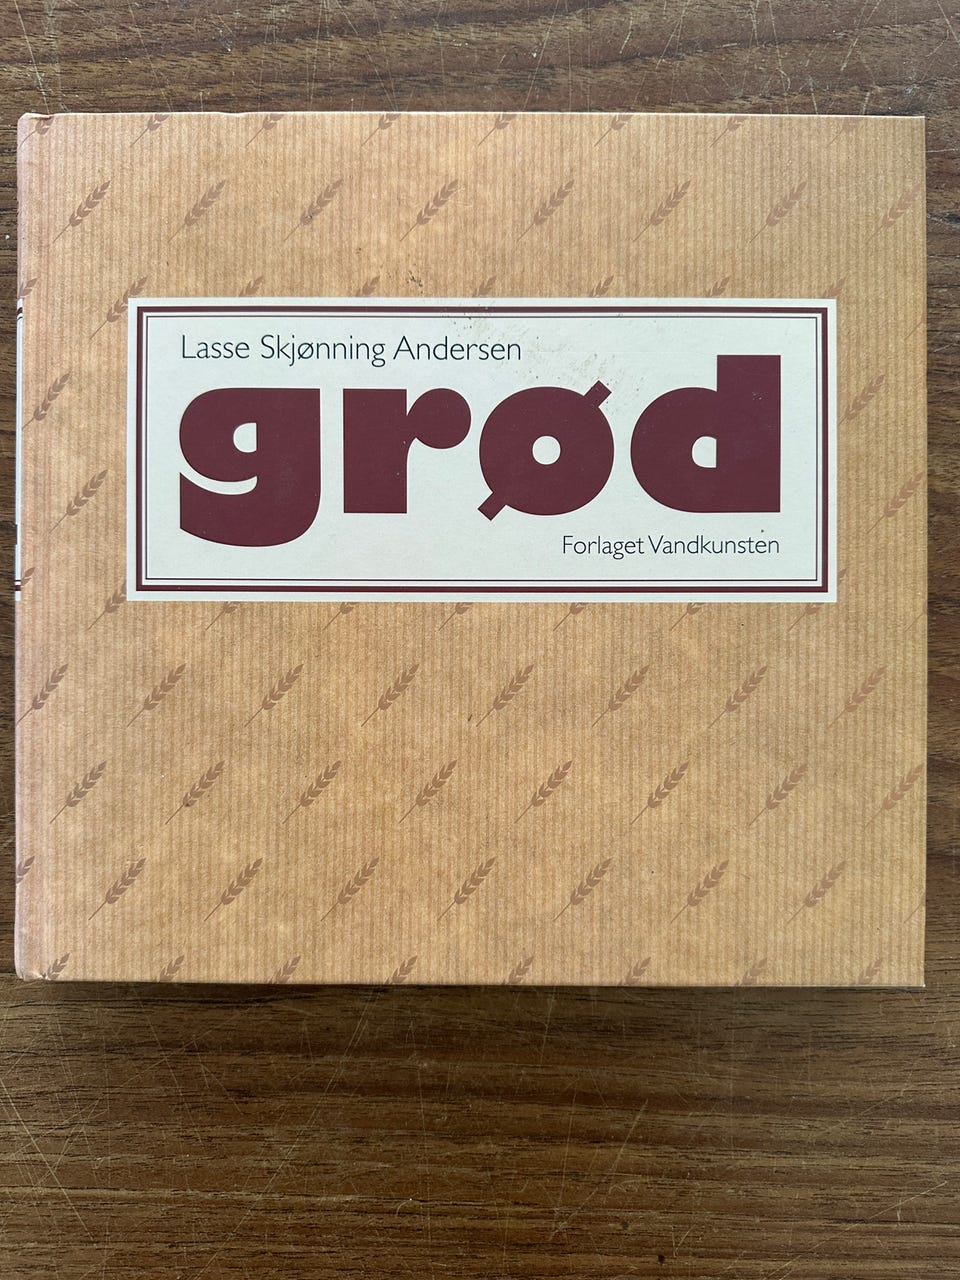 Lasse Skjønning Andersen
grød
Forlaget Vandkunsten